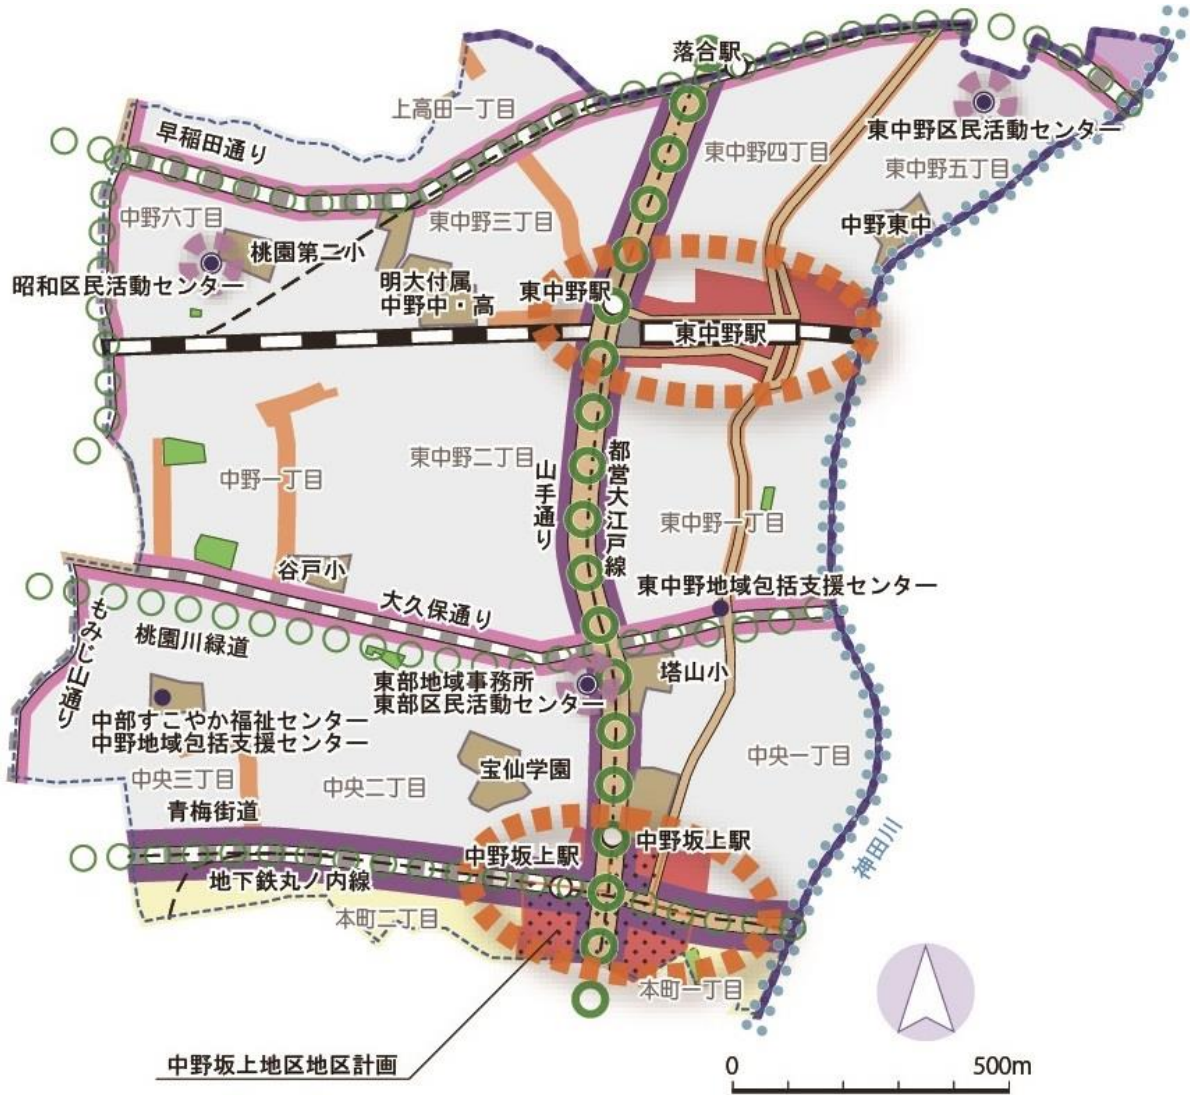 落合駅
上高田一丁目
早稲田通り
東中野四丁目
東中野区民活動センター
東中野五丁目
中野六丁目
東中野三丁目
中野東中
桃園第二小
昭和区民活動センター
明大付属
中野中・高
東中野駅
東中野駅
中野一丁目
東中野二丁目
山手通り
都営大江戸線
東中野一丁目
谷戸小
大久保通り
東中野地域包括支援センター
もみじ山通り
桃園川緑道
東部地域事務所
東部区民活動センター
塔山小
中部すこやか福祉センター
中野地域包括支援センター
中央三丁目
中央二丁目
宝仙学園
中央一丁目
青梅街道
中野坂上駅
中野坂上駅
神田川
地下鉄丸ノ内線
本町二丁目
本町一丁目
中野坂上地区地区計画
0
500m